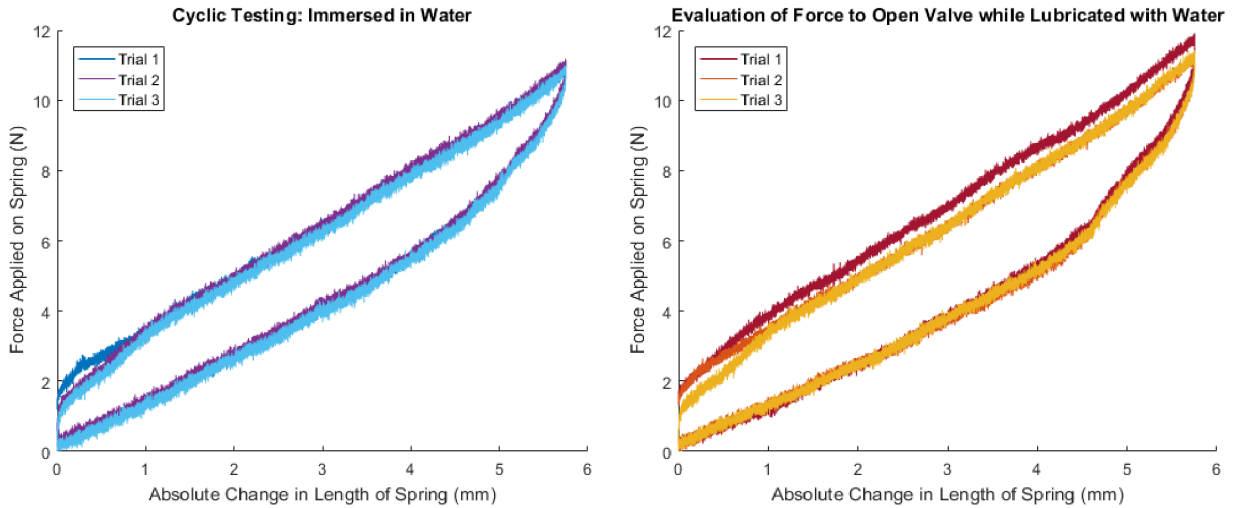 Cyclic Testing: Immersed in Water
12
10
8
6
4
2
0
Force Applied on Spring (N)
Trial 1
Trial 2
Trial 3
0 1 2 3 4 5 6
Absolute Change in Length of Spring (mm)
Evaluation of Force to Open Valve while Lubricated with Water
12
10
8
6
4
2
0
Force Applied on Spring (N)
Trial 1
Trial 2
Trial 3
0 1 2 3 4 5 6
Absolute Change in Length of Spring (mm)